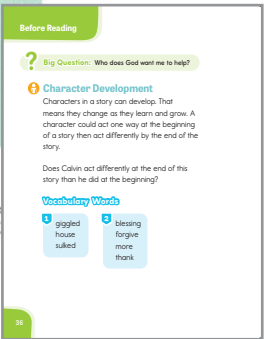 Before Reading
? Big Question: Who does God want me to help?
Character Development
Characters in a story can develop. That
means they change as they learn and grow. A
character could act one way at the beginning
of a story then act differently by the end of the
story.
Does Calvin act differently at the end of this
story than he did at the beginning?
Vocabulary Words
1
giggled
house
sulked
2
blessing
forgive
more
thank
36